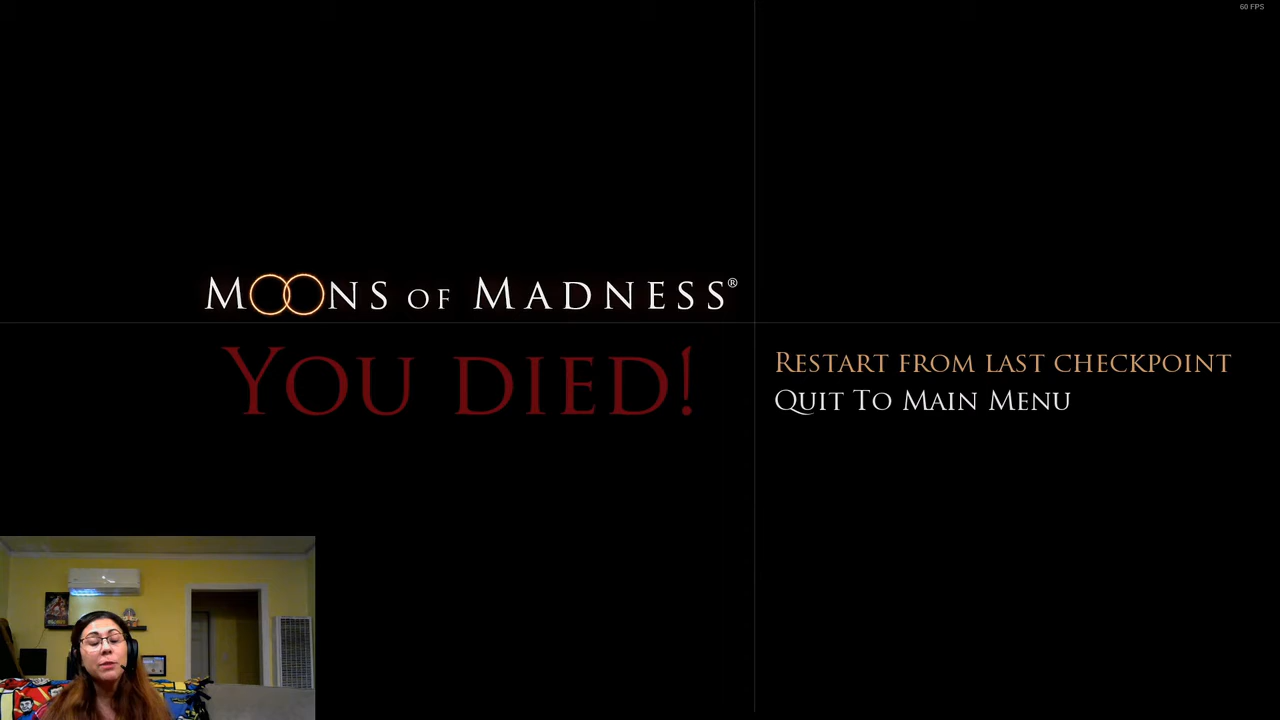 60 FPS
MOONS OF MADNESS®
YOU DIED!
RESTART FROM LAST CHECKPOINT
QUIT TO MAIN MENU